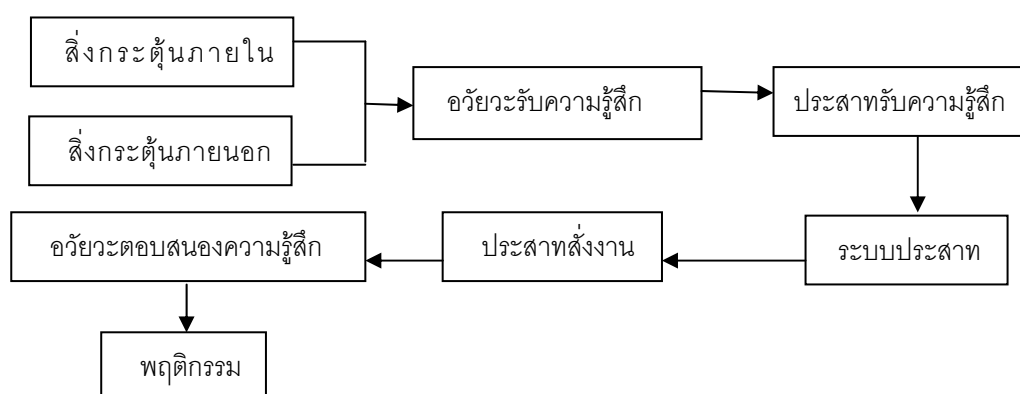 สิ่งกระตุ้นภายใน
อวัยวะรับความรู้สึก
ประสาทรับความรู้สึก
สิ่งกระตุ้นภายนอก
อวัยวะตอบสนองความรู้สึก
ประสาทสั่งงาน
ระบบประสาท
พฤติกรรม